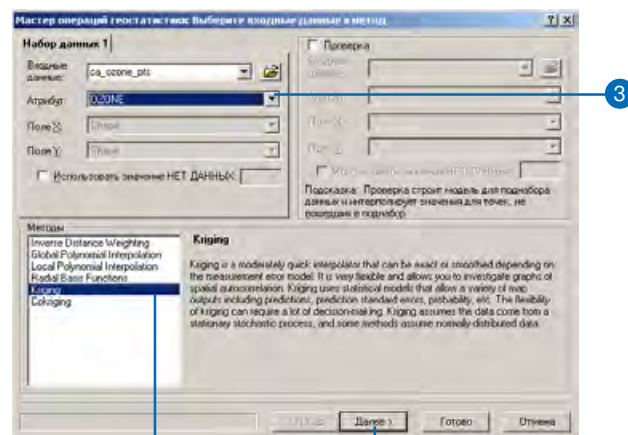 Мастер операций геостатистики: Выберите входные данные и метод
Набор данных 1
Входные данные:
ca_ozone_pts
Атрибут:
OZONE
Поле X:
Shape
Поле Y:
Shape
Использовать значение НЕТ ДАННЫХ:
Проверка
Поле X:
Подсказка: Проверка строит модель для поднабора
данных и интерполирует значения для точек, не
вошедших в поднабор.
3
Методы
Inverse Distance Weighting
Global Polynomial Interpolation
Local Polynomial Interpolation
Radial Basis Functions
Kriging
Cokriging
Kriging
Kriging is a moderately quick interpolator that can be exact or smoothed depending on
the measurement error model. It is very flexible and allows you to investigate graphs of
spatial autocorrelation. Kriging uses statistical models that allow a variety of map
outputs including predictions, prediction standard errors, probability, etc. The flexibility
of kriging can require a lot of decision-making. Kriging assumes the data come from a
stationary stochastic process, and some methods assume normally-distributed data.
Далее >
Готово
Отмена